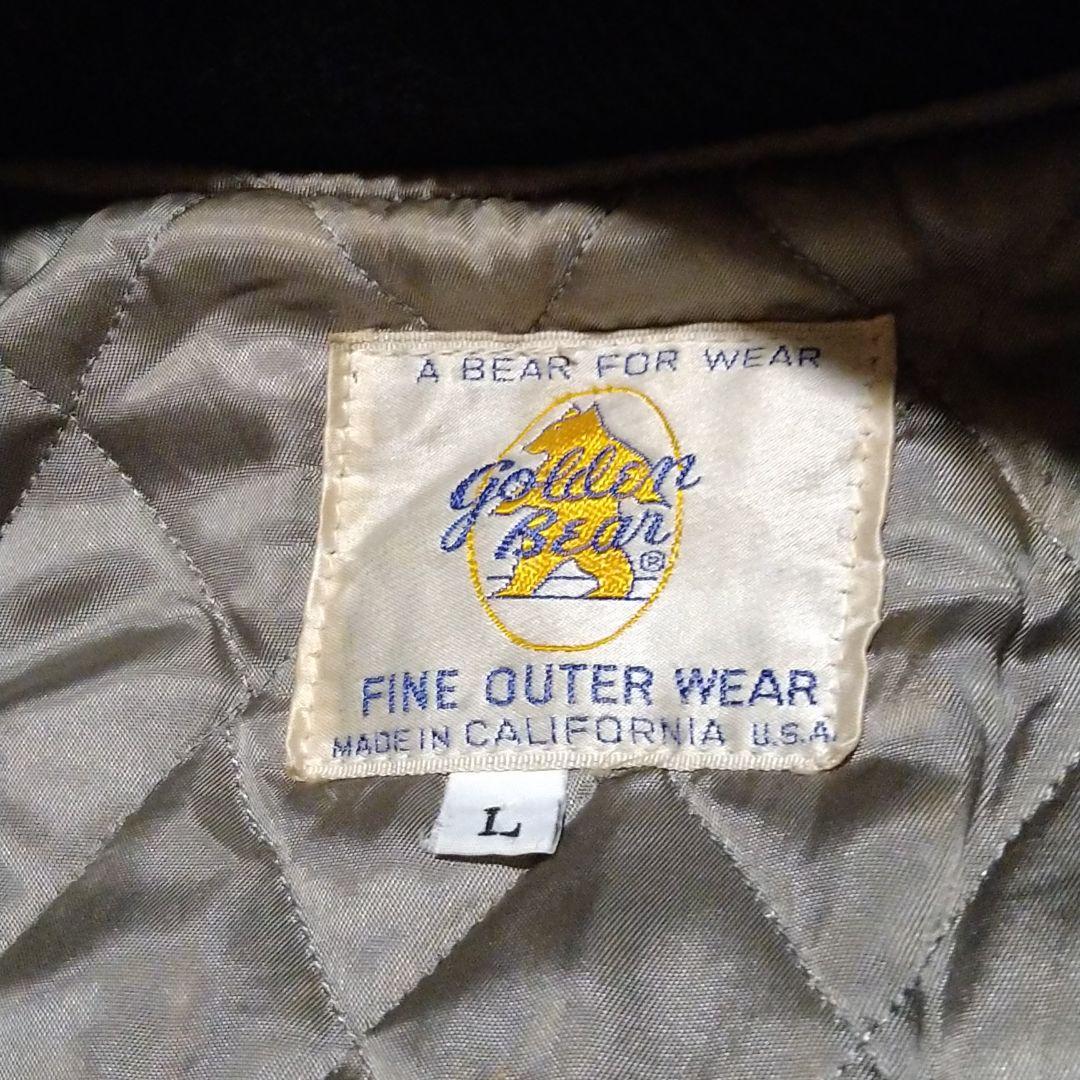 A BEAR FOR WEAR
Golden
Bear
®
FINE OUTER WEAR
MADE IN CALIFORNIA U.S.A.
L